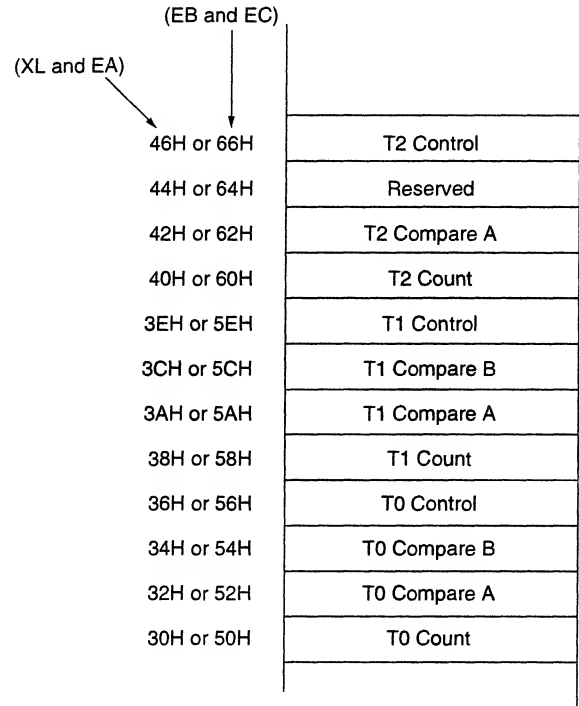 (EB and EC)
(XL and EA)
46H or 66H T2 Control
44H or 64H Reserved
42H or 62H T2 Compare A
40H or 60H T2 Count
3EH or 5EH T1 Control
3CH or 5CH T1 Compare B
3AH or 5AH T1 Compare A
38H or 58H T1 Count
36H or 56H T0 Control
34H or 54H T0 Compare B
32H or 52H T0 Compare A
30H or 50H T0 Count